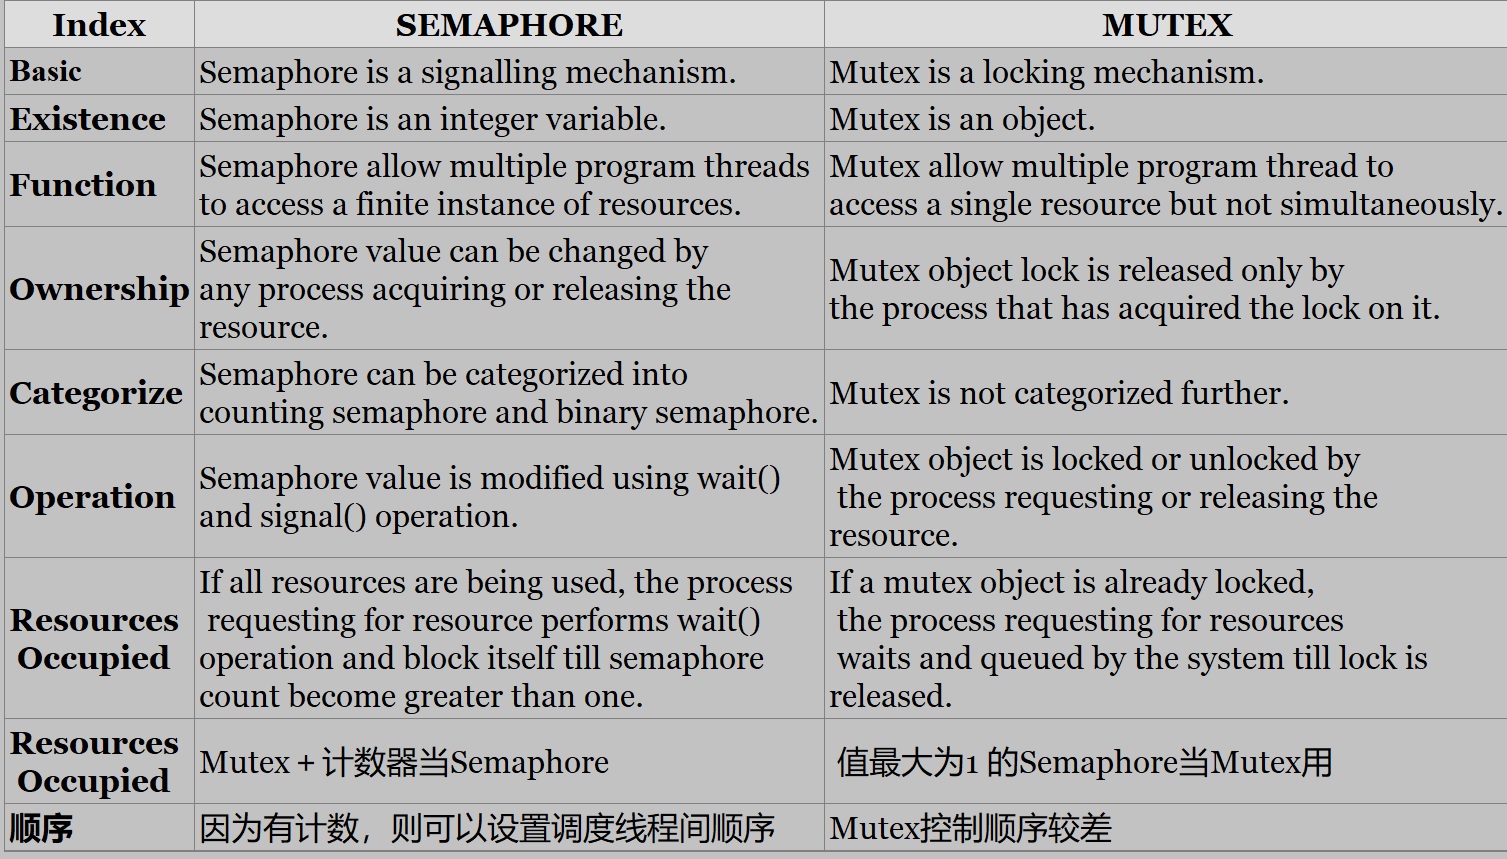 Index SEMAPHORE MUTEX
Basic Semaphore is a signalling mechanism. Mutex is a locking mechanism.
Existence Semaphore is an integer variable. Mutex is an object.
Function
Semaphore allow multiple program threads
to access a finite instance of resources.
Mutex allow multiple program thread to
access a single resource but not simultaneously.
Ownership
Semaphore value can be changed by
any process acquiring or releasing the
resource.
Mutex object lock is released only by
the process that has acquired the lock on it.
Categorize
Semaphore can be categorized into
counting semaphore and binary semaphore.
Mutex is not categorized further.
Operation
Semaphore value is modified using wait()
and signal() operation.
Mutex object is locked or unlocked by
the process requesting or releasing the
resource.
Resources
Occupied
If all resources are being used, the process
requesting for resource performs wait()
operation and block itself till semaphore
count become greater than one.
If a mutex object is already locked,
the process requesting for resources
waits and queued by the system till lock is
released.
Resources
Occupied
Mutex + 计数器当Semaphore
值最大为1 的Semaphore当Mutex用
顺序 因为有计数，则可以设置调度线程间顺序 Mutex控制顺序较差